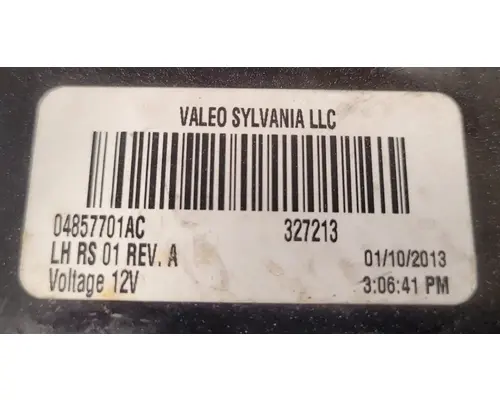 VALEO SYLVANIA LLC
04857701AC 327213
LH RS 01 REV. A 01/10/2013
Voltage 12V 3:06:41 PM